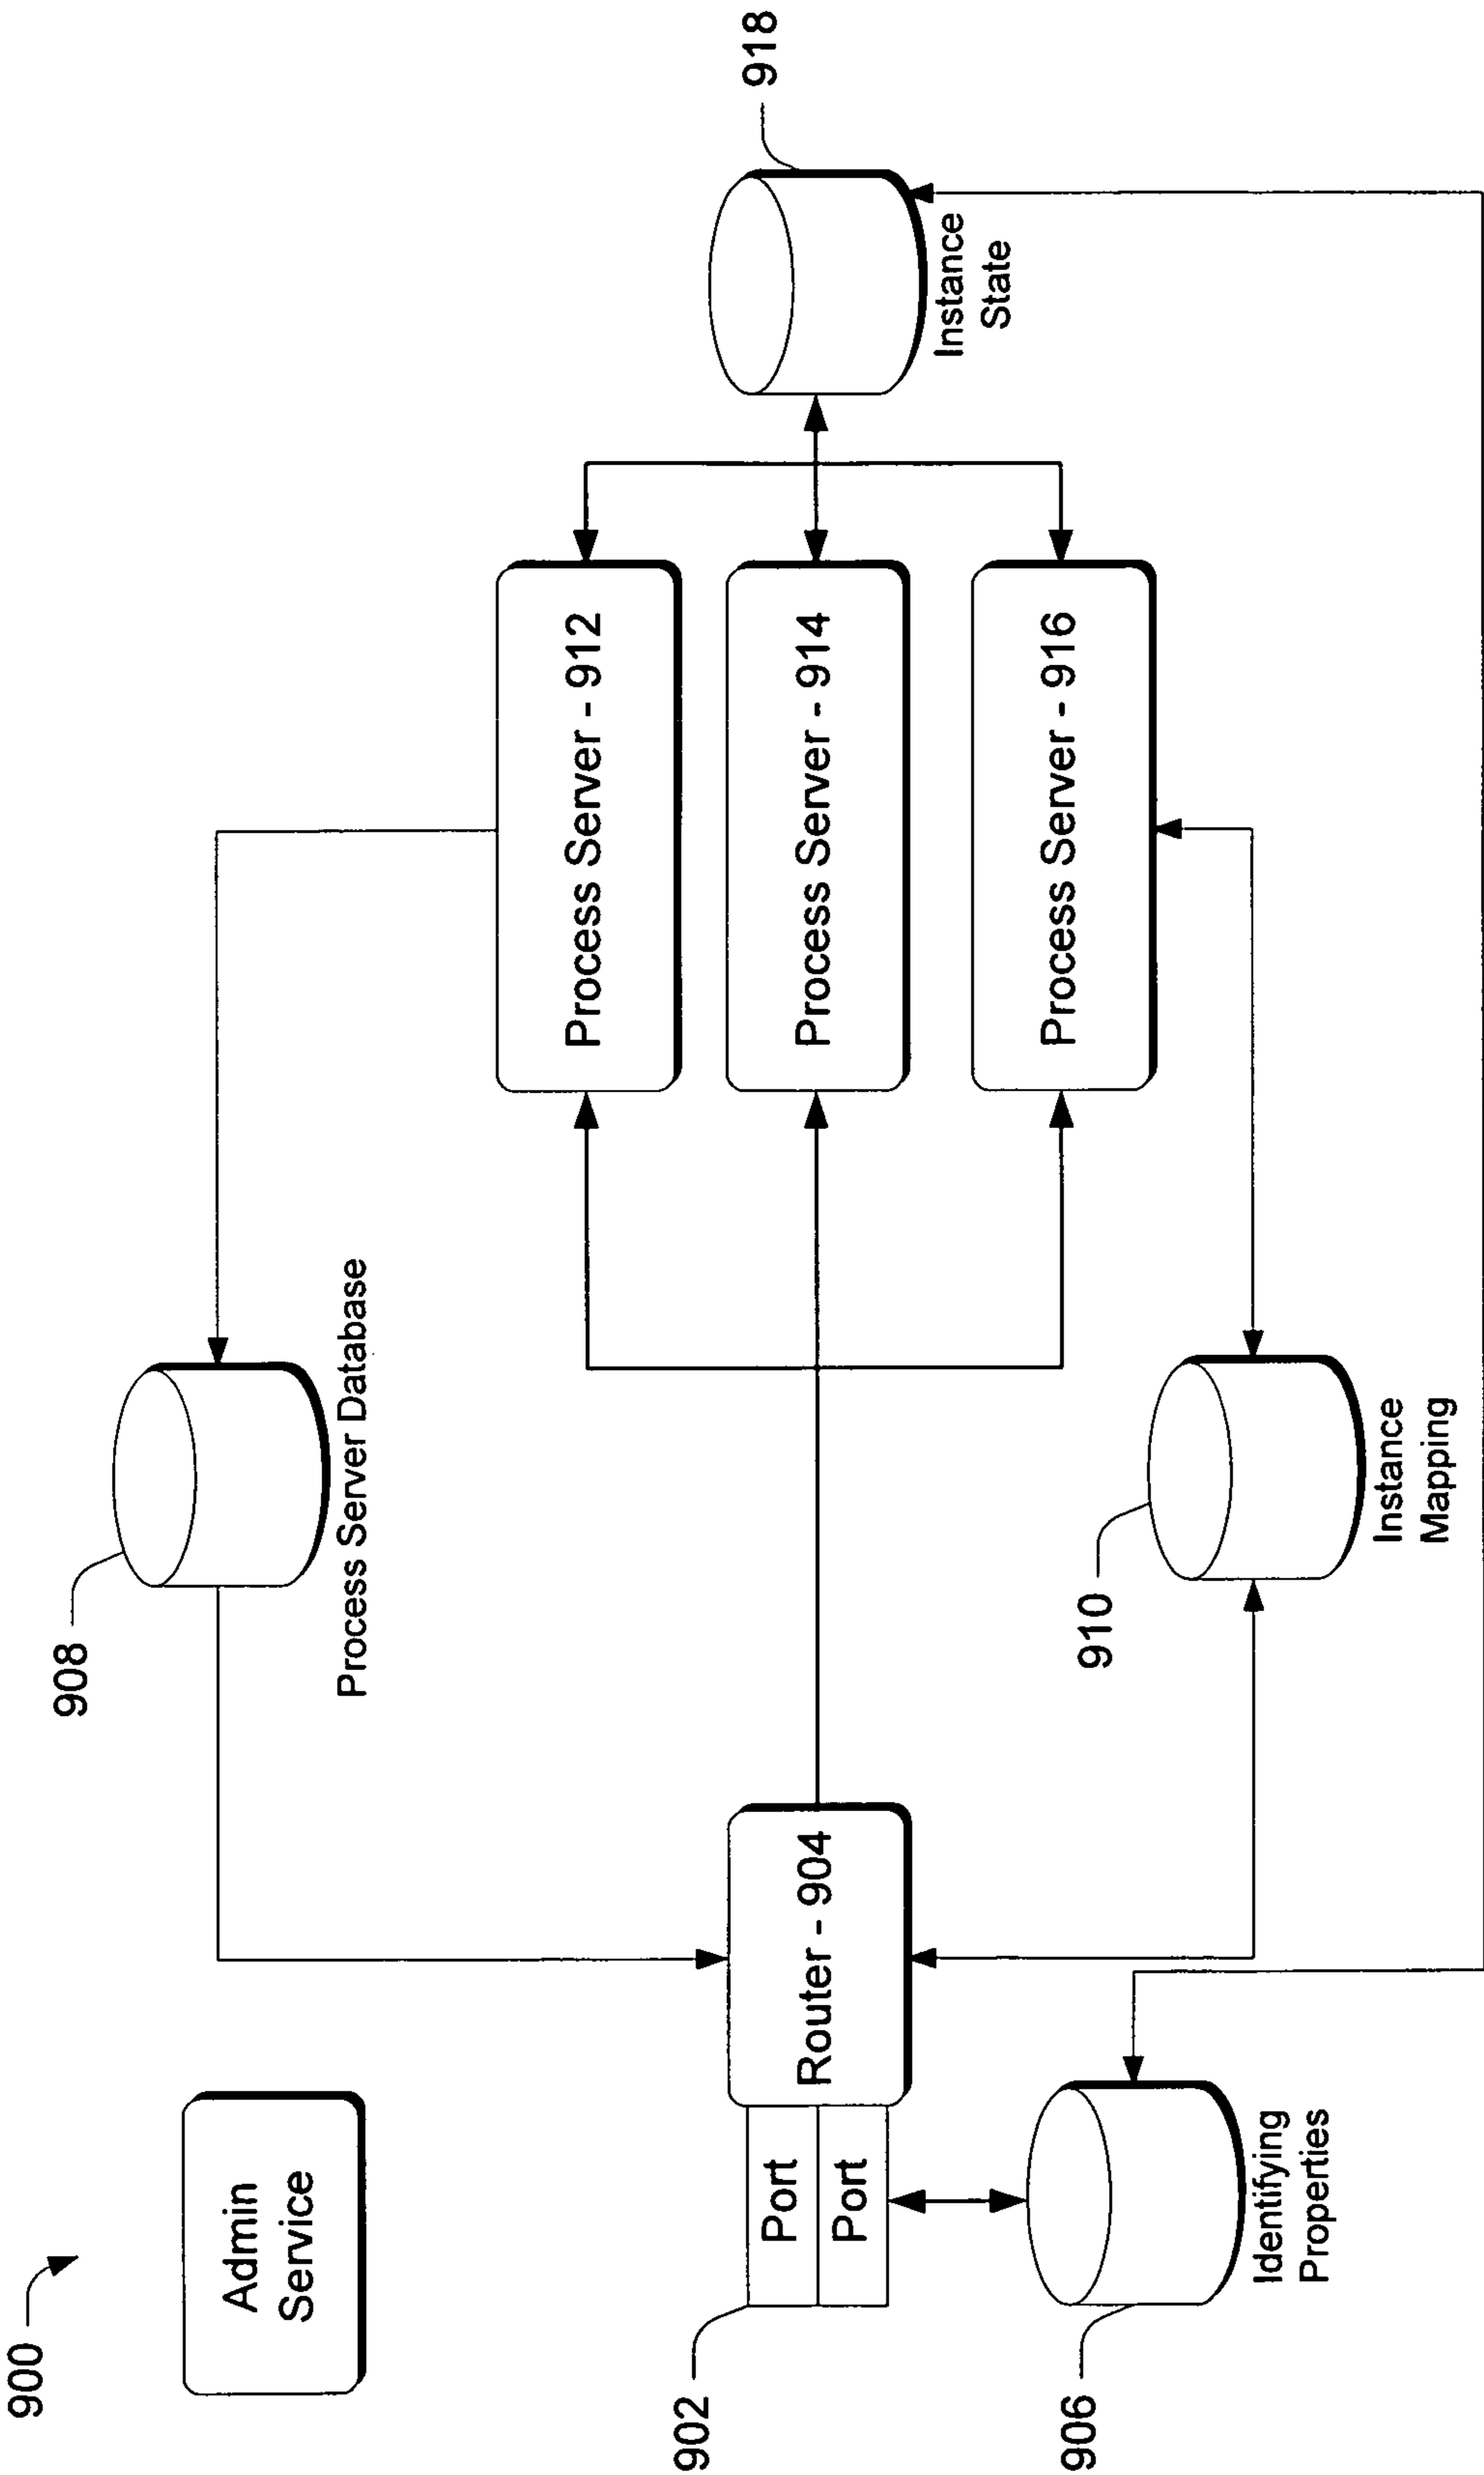 900
Admin
Service
908
Process Server Database
902
Port
Port
Router - 904
Process Server - 912
Process Server - 914
Process Server - 916
918
Instance
State
906
Identifying
Properties
910
Instance
Mapping